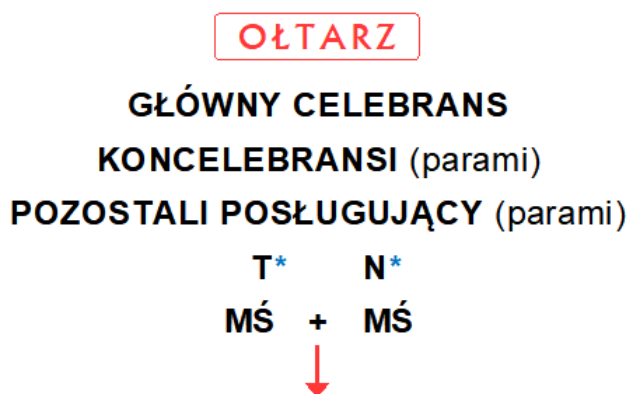 OŁTARZ
GŁÓWNY CELEBRANS
KONCELEBRANSI (parami)
POZOSTALI POSŁUGUJĄCY (parami)
T* N*
MŚ + MŚ